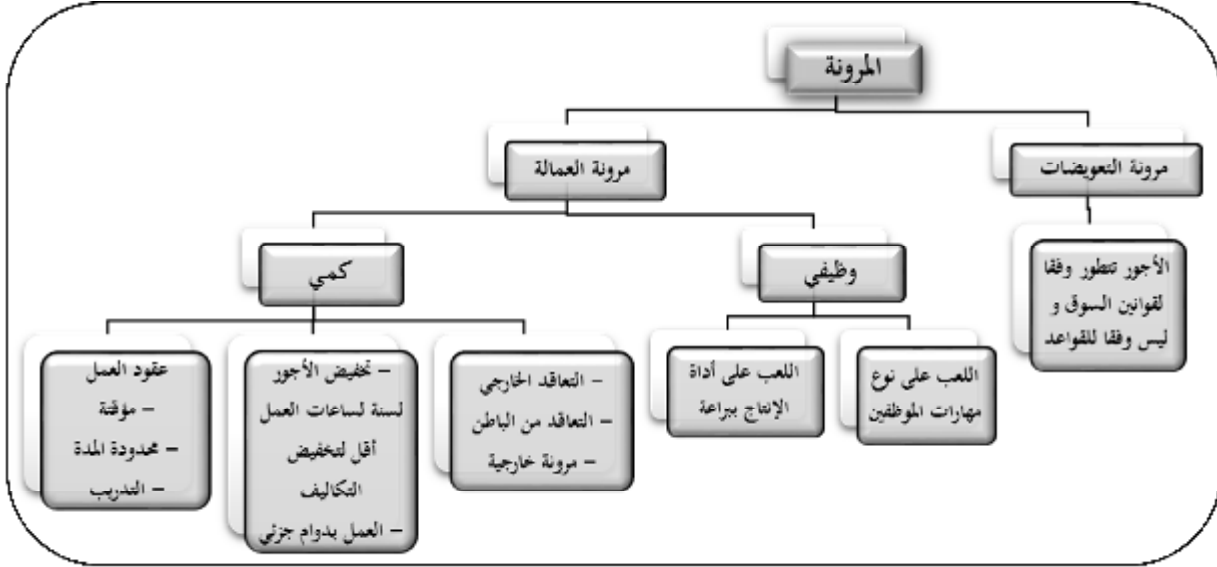 المرونة
مرونة التعويضات
مرونة العمالة
الأجور تتطور وفقا
لقوانين السوق و
ليس وفقا للقواعد
وظيفي
كمي
اللعب على نوع
مهارات الموظفين
اللعب على أداة
الإنتاج ببراعة
– التعاقد الخارجي
– التعاقد من الباطن
– مرونة خارجية
– تخفيض الأجور
لسنة لساعات العمل
أقل لتخفيض
التكاليف
– العمل بدوام جزئي
عقود العمل
– مؤقتة
– محدودة المدة
– التدريب